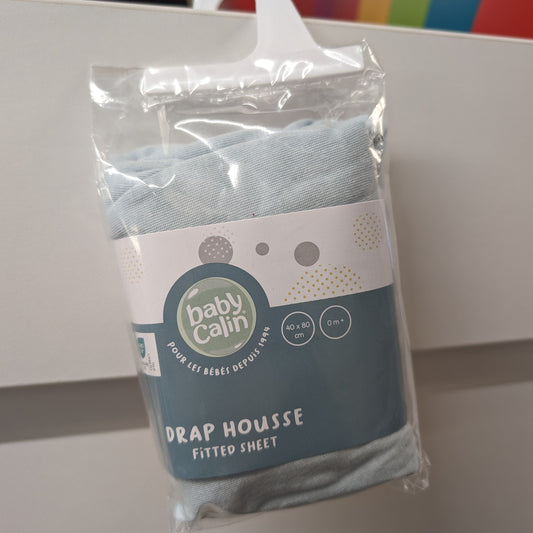 baby
Calin
POUR LES BÉBÉS DEPUIS 1994
40 x 80
cm
0 m+
DRAP HOUSSE
FITTED SHEET